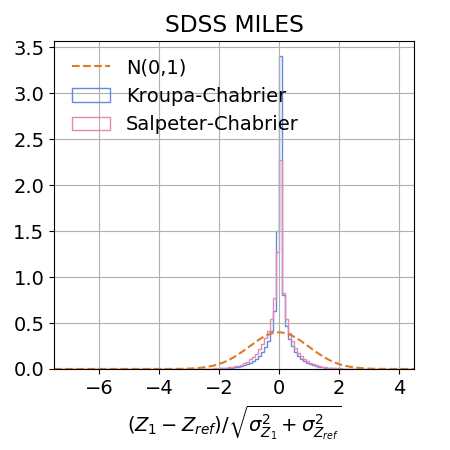 SDSS MILES
N(0,1)
Kroupa-Chabrier
Salpeter-Chabrier
3.5
3.0
2.5
2.0
1.5
1.0
0.5
0.0
−6 −4 −2 0 2 4
(Z₁ − Z_ref)/√(σ²_Z₁ + σ²_Z_ref)